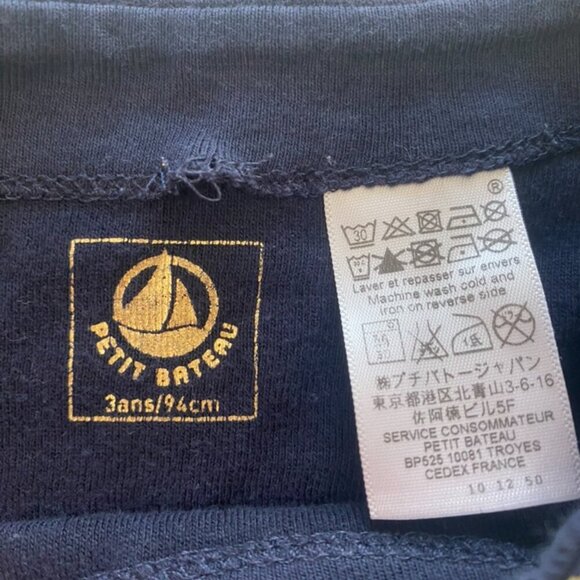 PETIT BATEAU
3ans/94cm
®
30
Laver et repasser sur envers
Machine wash cold and
iron on reverse side
㈱プチバトージャパン
東京都港区北青山3-6-16
佐阿徳ビル5F
SERVICE CONSOMMATEUR
PETIT BATEAU
BP525 10081 TROYES
CEDEX FRANCE
10 12 50